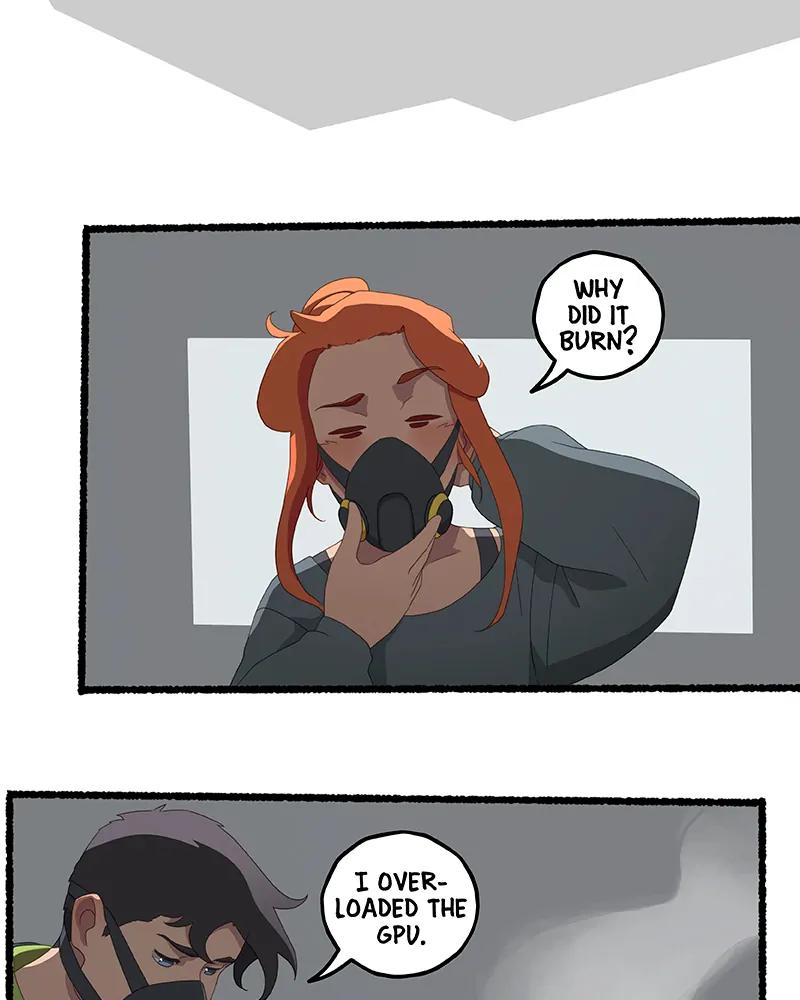 WHY
DID IT
BURN?
I OVER-
LOADED THE
GPU.